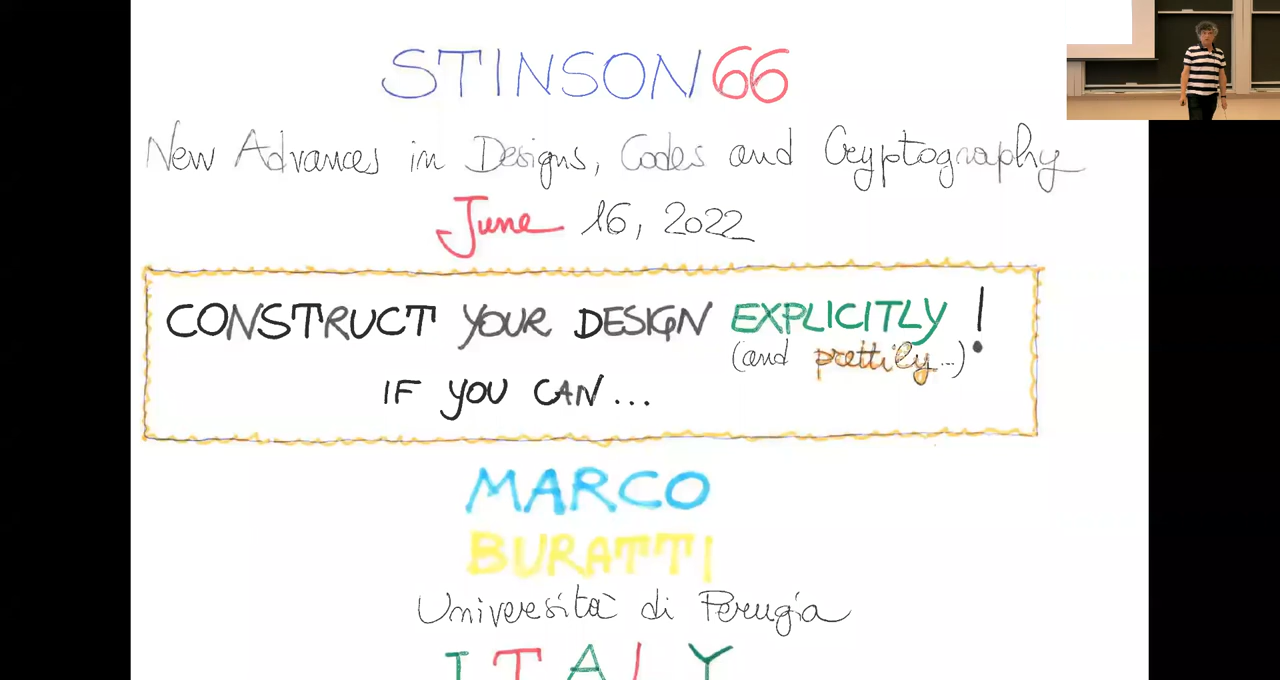 STINSON66
New Advances in Designs, Codes and Cryptography
June 16, 2022
CONSTRUCT YOUR DESIGN EXPLICITLY!
(and prettily...)
IF YOU CAN...
MARCO
BURATTI
Università di Perugia
ITALY